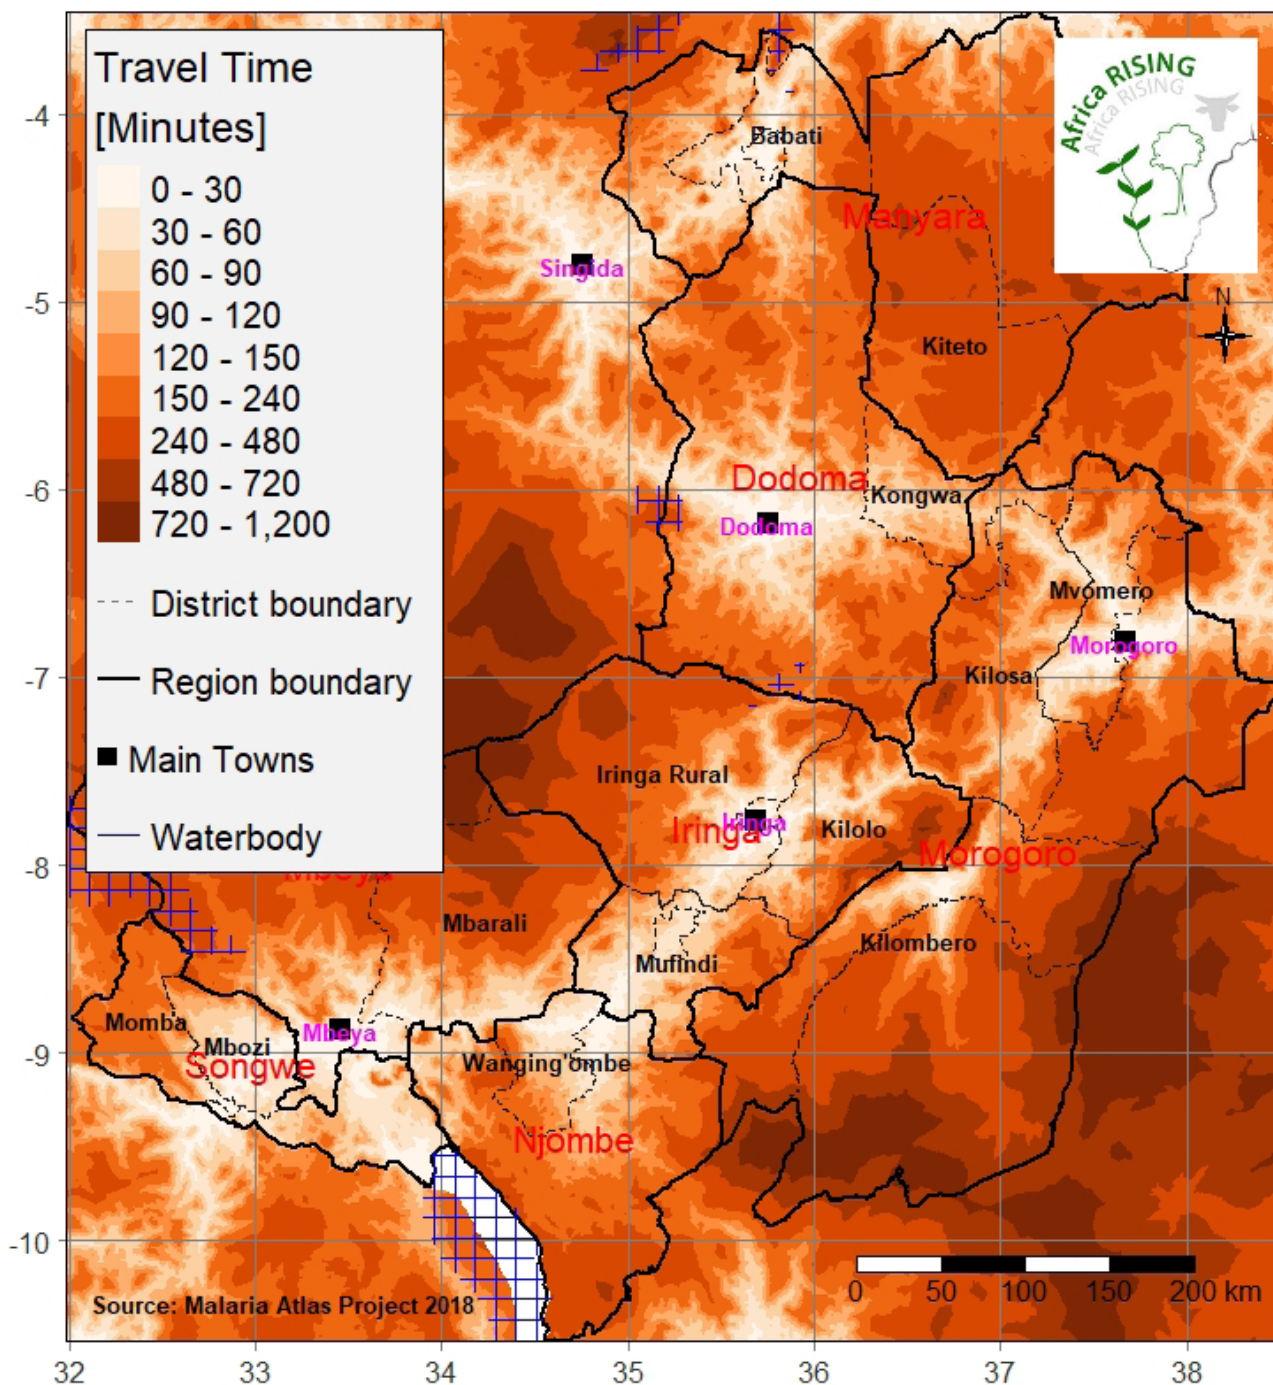 Travel Time
[Minutes]
0 - 30
30 - 60
60 - 90
90 - 120
120 - 150
150 - 240
240 - 480
480 - 720
720 - 1,200
District boundary
Region boundary
Main Towns
Waterbody
Africa RISING
Africa RISING
N
Babati
Manyara
Singida
Kiteto
Dodoma
Kongwa
Dodoma
Mvomero
Morogoro
Kilosa
Iringa Rural
Iringa
Iringa
Kilolo
Morogoro
Mbeya
Mbarali
Kilombero
Mufindi
Momba
Mbeya
Mbozi
Songwe
Wanging'ombe
Njombe
0 50 100 150 200 km
Source: Malaria Atlas Project 2018
-4
-5
-6
-7
-8
-9
-10
32 33 34 35 36 37 38